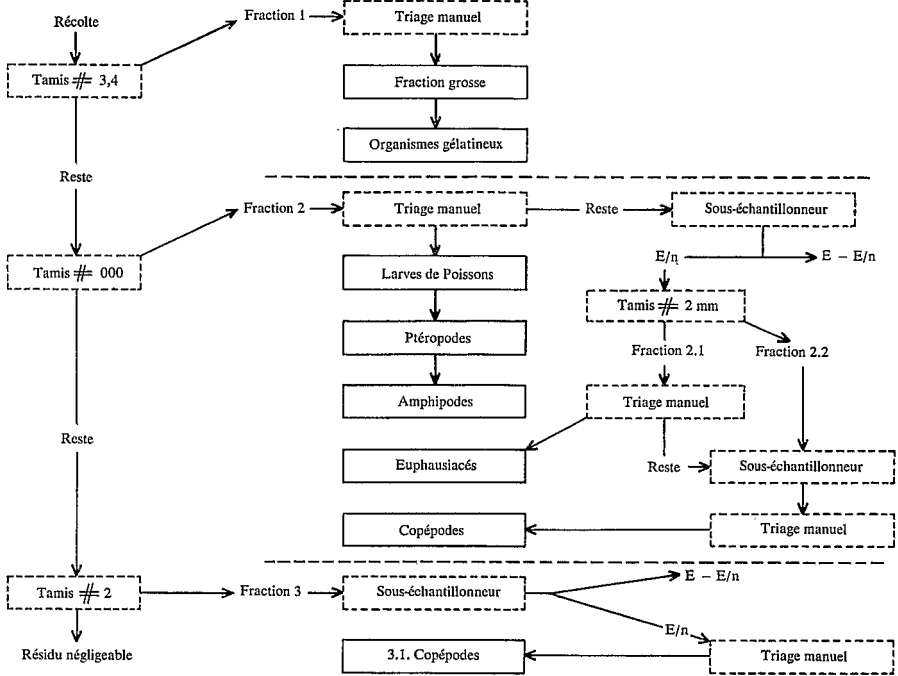 Récolte
Fraction 1
Triage manuel
Tamis # 3,4
Fraction grosse
Organismes gélatineux
Reste
Fraction 2
Triage manuel
Reste
Sous-échantillonneur
Tamis # 000
Larves de Poissons
E/n
E – E/n
Tamis # 2 mm
Ptéropodes
Fraction 2.1
Fraction 2.2
Amphipodes
Triage manuel
Reste
Euphausiacés
Reste
Sous-échantillonneur
Copépodes
Triage manuel
Tamis # 2
Fraction 3
Sous-échantillonneur
E – E/n
E/n
Résidu négligeable
3.1. Copépodes
Triage manuel